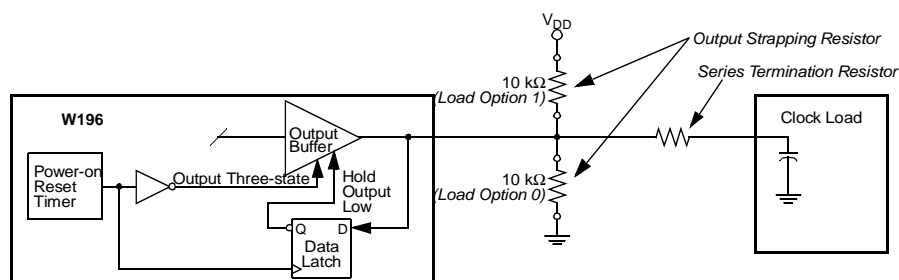 V_DD
Output Strapping Resistor
Series Termination Resistor
10 kΩ
(Load Option 1)
Clock Load
W196
Output
Buffer
Power-on
Reset
Timer
Output Three-state
Hold
Output
Low
10 kΩ
(Load Option 0)
Q D
Data
Latch